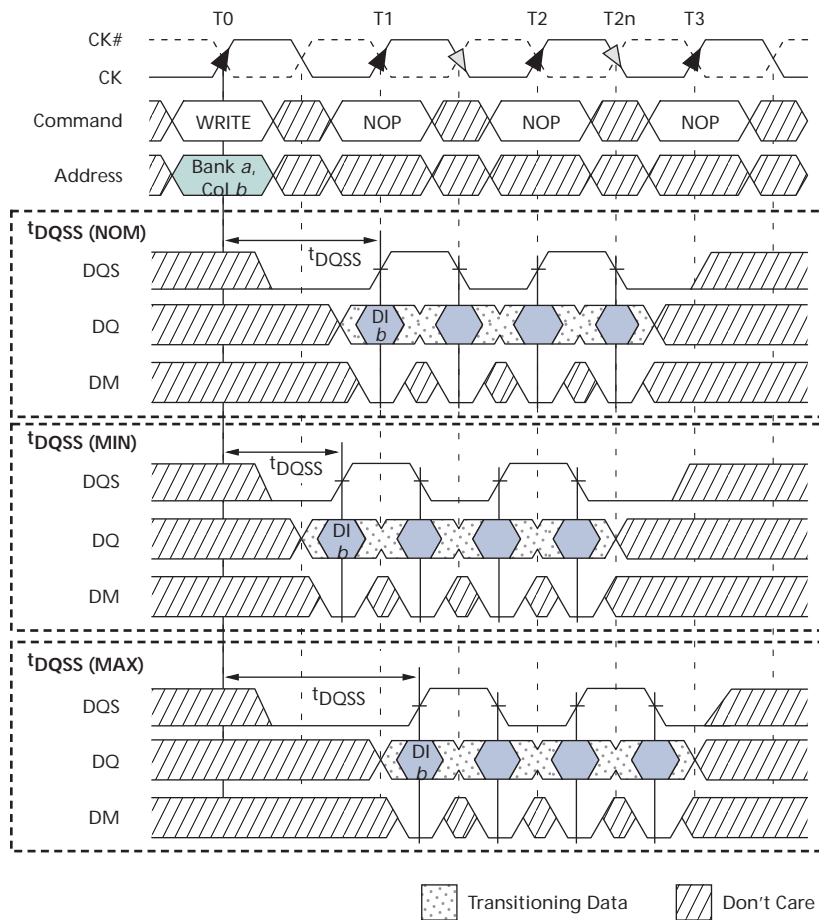 T0 T1 T2 T2n T3
CK#
CK
Command WRITE NOP NOP NOP
Address Bank a,
Col b
tDQSS (NOM)
tDQSS
DQS
DQ DI
b
DM
tDQSS (MIN)
tDQSS
DQS
DQ DI
b
DM
tDQSS (MAX)
tDQSS
DQS
DQ DI
b
DM
Transitioning Data Don't Care